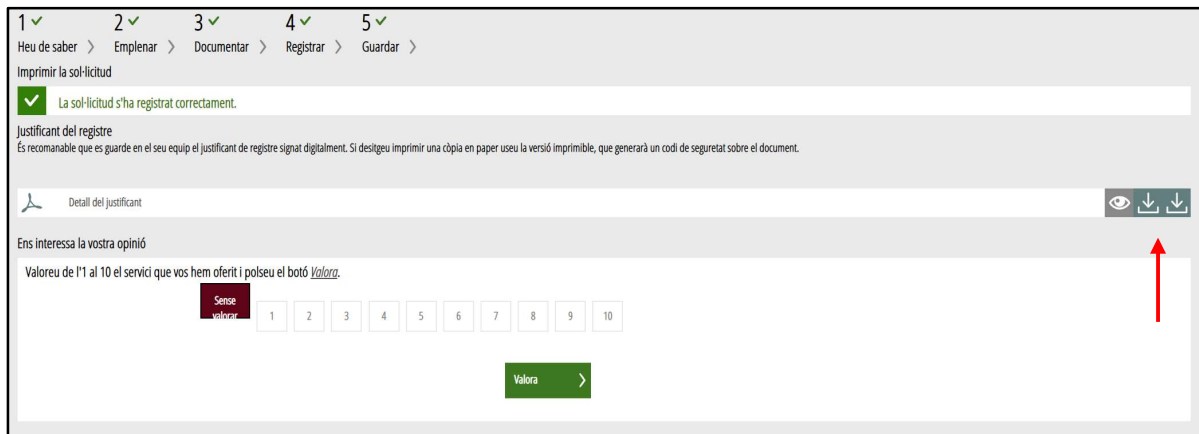 1 2 3 4 5
Heu de saber Emplenar Documentar Registrar Guardar
Imprimir la sol·licitud
La sol·licitud s'ha registrat correctament.
Justificant del registre
És recomanable que es guarde en el seu equip el justificant de registre signat digitalment. Si desitgeu imprimir una còpia en paper useu la versió imprimible, que generarà un codi de seguretat sobre el document.
Detall del justificant
Ens interessa la vostra opinió
Valoreu de l'1 al 10 el servici que vos hem oferit i polseu el botó Valora.
Sense
valorar
1 2 3 4 5 6 7 8 9 10
Valora